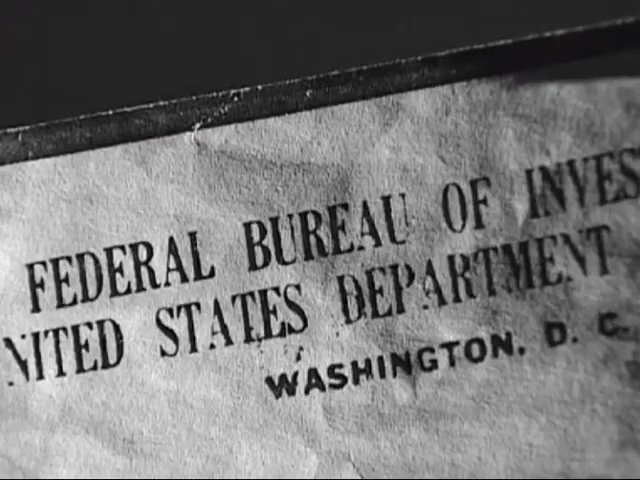 FEDERAL BUREAU OF INVES
NITED STATES DEPARTMENT
WASHINGTON, D. C.